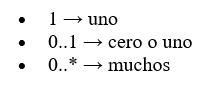 • 1 → uno
• 0..1 → cero o uno
• 0..* → muchos